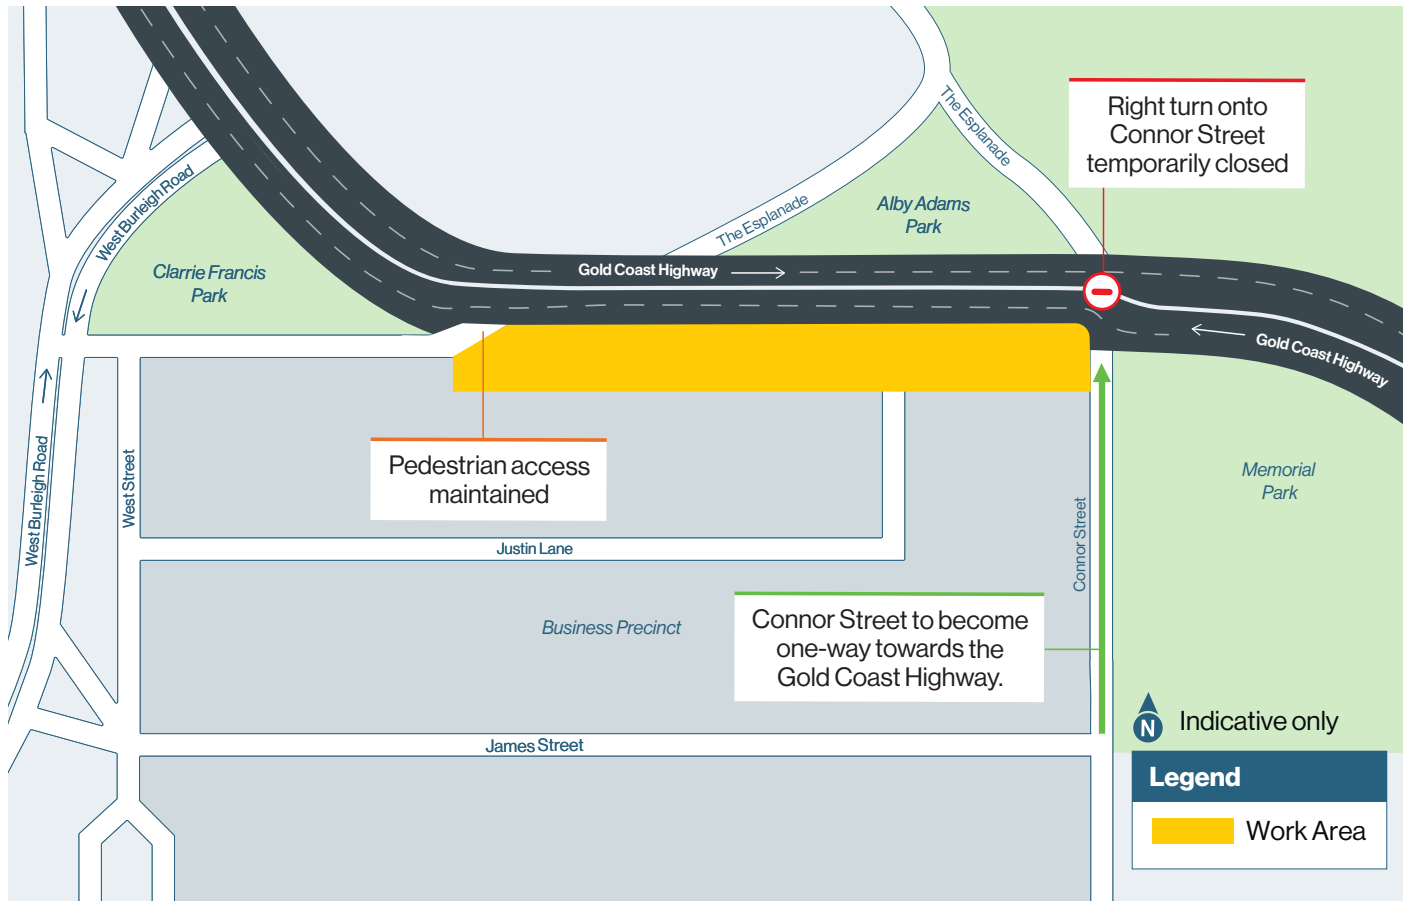 The Esplanade
Right turn onto
Connor Street
temporarily closed
West Burleigh Road
The Esplanade
Alby Adams
Park
Clarrie Francis
Park
Gold Coast Highway
Gold Coast Highway
Pedestrian access
maintained
West Burleigh Road
West Street
Memorial
Park
Connor Street
Justin Lane
Business Precinct
Connor Street to become
one-way towards the
Gold Coast Highway.
N
Indicative only
James Street
Legend
Work Area